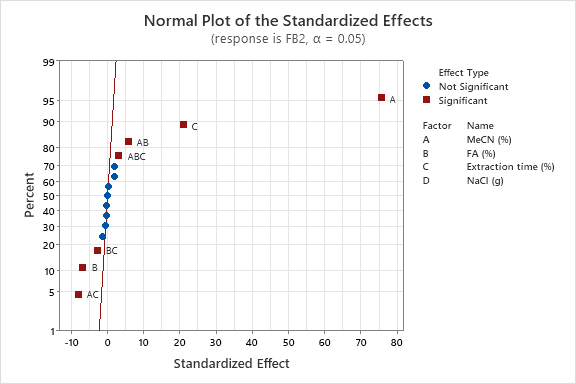 Normal Plot of the Standardized Effects
(response is FB2, α = 0.05)
99
95
90
80
70
60
50
40
30
20
10
5
1
Percent
A
C
AB
ABC
BC
B
AC
-10 0 10 20 30 40 50 60 70 80
Standardized Effect
Effect Type
Not Significant
Significant
Factor Name
A MeCN (%)
B FA (%)
C Extraction time (%)
D NaCl (g)